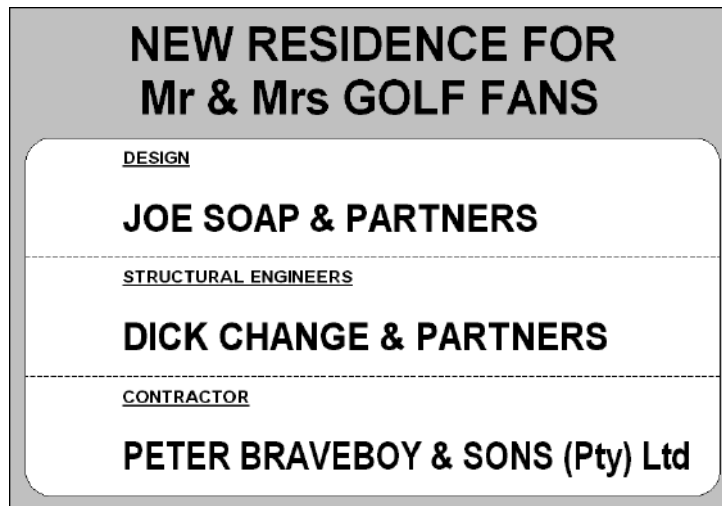 NEW RESIDENCE FOR
Mr & Mrs GOLF FANS
DESIGN
JOE SOAP & PARTNERS
STRUCTURAL ENGINEERS
DICK CHANGE & PARTNERS
CONTRACTOR
PETER BRAVEBOY & SONS (Pty) Ltd